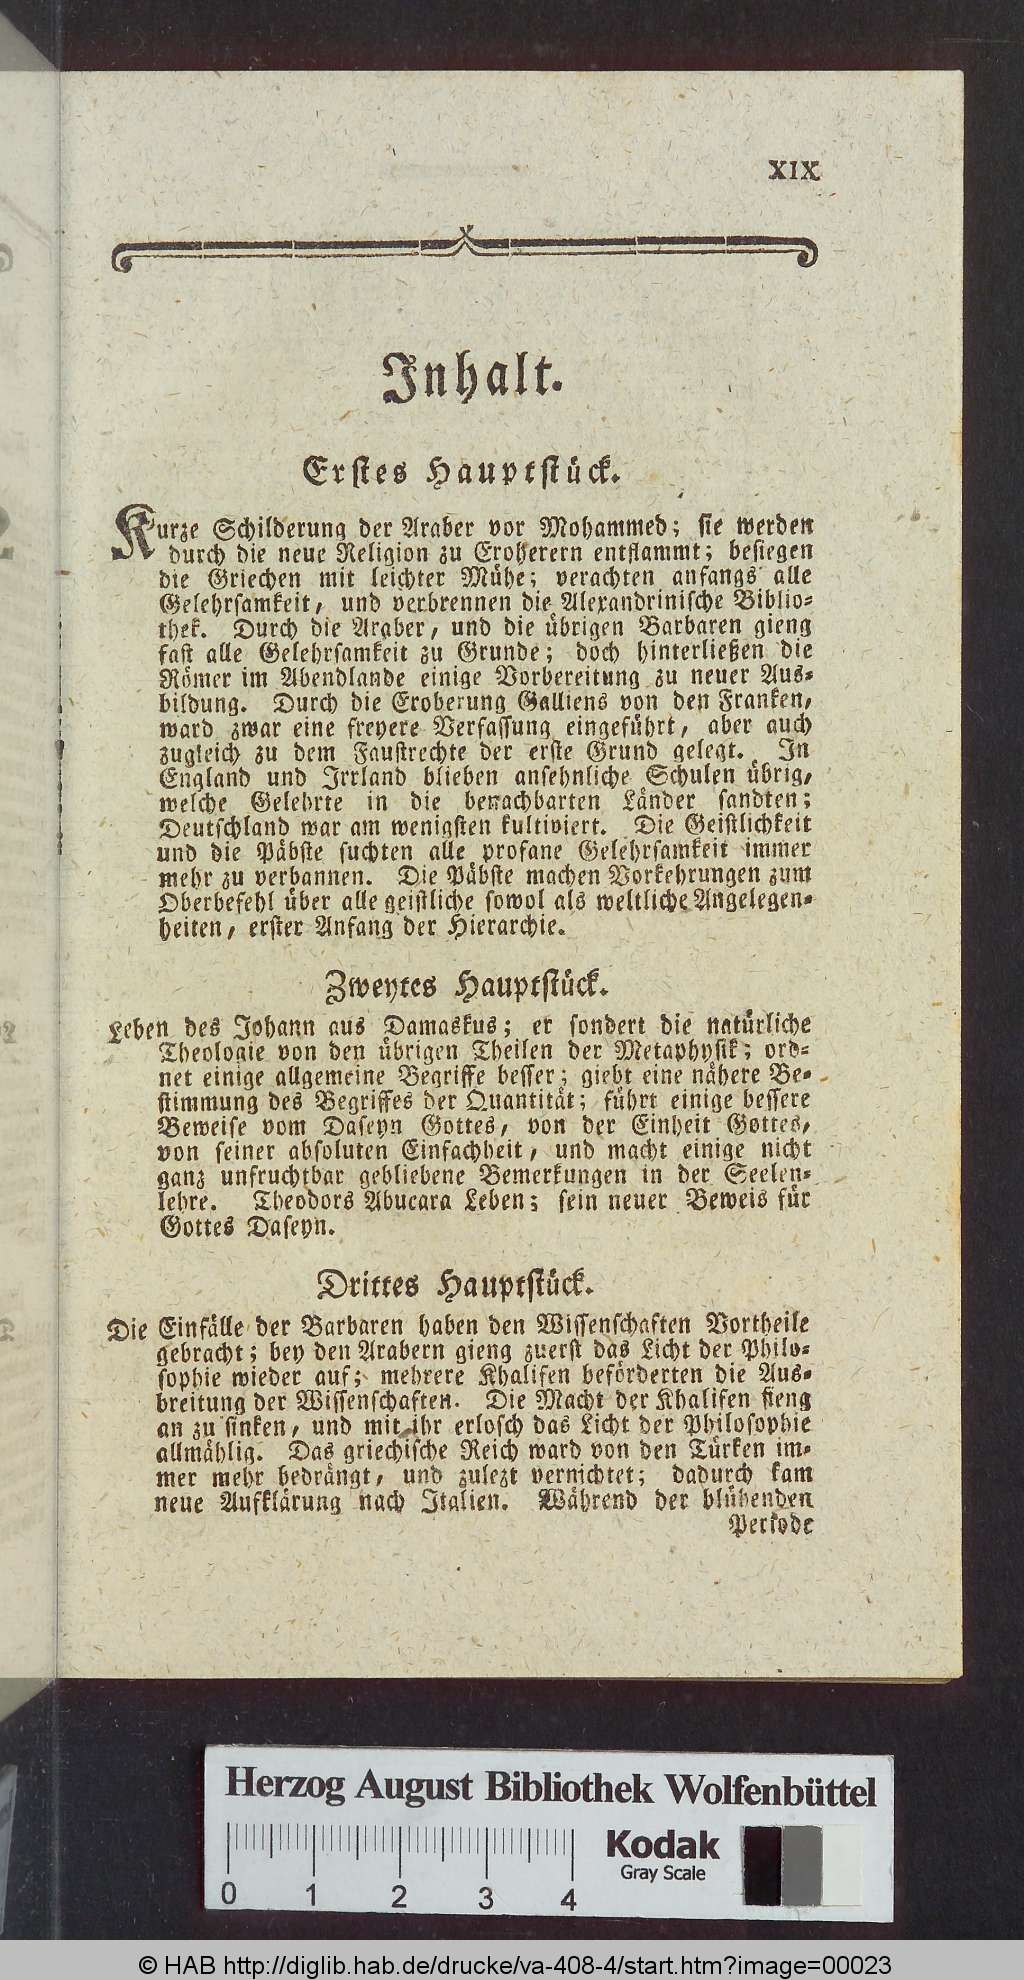 XIX
Inhalt.
Erstes Hauptstück.
Kurze Schilderung der Araber vor Mohammed; sie werden
durch die neue Religion zu Eroberern entflammt; besiegen
die Griechen mit leichter Mühe; verachten anfangs alle
Gelehrsamkeit, und verbrennen die Alexandrinische Biblio-
thek. Durch die Araber, und die übrigen Barbaren gieng
fast alle Gelehrsamkeit zu Grunde; doch hinterließen die
Römer im Abendlande einige Vorbereitung zu neuer Aus-
bildung. Durch die Eroberung Galliens von den Franken,
ward zwar eine freyere Verfassung eingeführt, aber auch
zugleich zu dem Faustrechte der erste Grund gelegt. In
England und Irrland blieben ansehnliche Schulen übrig,
welche Gelehrte in die benachbarten Länder sandten;
Deutschland war am wenigsten kultiviert. Die Geistlichkeit
und die Päbste suchten alle profane Gelehrsamkeit immer
mehr zu verbannen. Die Päbste machen Vorkehrungen zum
Oberbefehl über alle geistliche sowol als weltliche Angelegen-
heiten, erster Anfang der Hierarchie.
Zweytes Hauptstück.
Leben des Johann aus Damaskus; er sondert die natürliche
Theologie von den übrigen Theilen der Metaphysik; ord-
net einige allgemeine Begriffe besser; giebt eine nähere Be-
stimmung des Begriffes der Quantität; führt einige bessere
Beweise vom Daseyn Gottes, von der Einheit Gottes,
von seiner absoluten Einfachheit, und macht einige nicht
ganz unfruchtbar gebliebene Bemerkungen in der Seelen-
lehre. Theodors Abucara Leben; sein neuer Beweis für
Gottes Daseyn.
Drittes Hauptstück.
Die Einfälle der Barbaren haben den Wissenschaften Vortheile
gebracht; bey den Arabern gieng zuerst das Licht der Philo-
sophie wieder auf; mehrere Khalifen beförderten die Aus-
breitung der Wissenschaften. Die Macht der Khalifen fieng
an zu sinken, und mit ihr erlosch das Licht der Philosophie
allmählig. Das griechische Reich ward von den Türken im-
mer mehr bedrängt, und zulezt vernichtet; dadurch kam
neue Aufklärung nach Italien. Während der blühenden
Periode
Herzog August Bibliothek Wolfenbüttel
Kodak
Gray Scale
0 1 2 3 4
© HAB http://diglib.hab.de/drucke/va-408-4/start.htm?image=00023